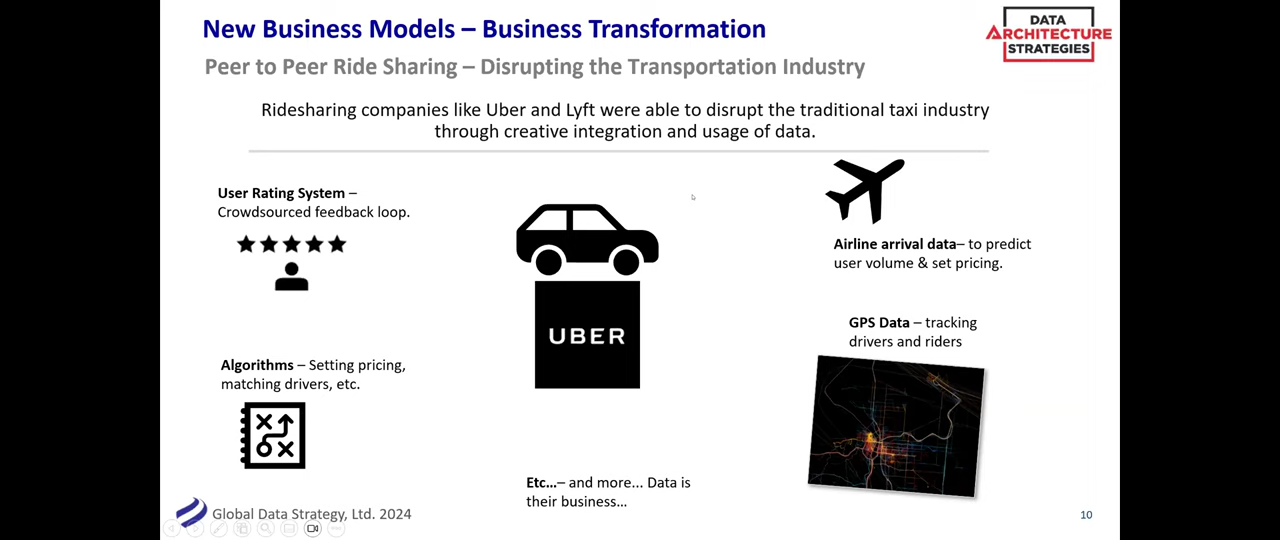 New Business Models – Business Transformation
DATA
ARCHITECTURE
STRATEGIES
Peer to Peer Ride Sharing – Disrupting the Transportation Industry
Ridesharing companies like Uber and Lyft were able to disrupt the traditional taxi industry
through creative integration and usage of data.
User Rating System –
Crowdsourced feedback loop.
Algorithms – Setting pricing,
matching drivers, etc.
UBER
Etc...– and more... Data is
their business...
Airline arrival data– to predict
user volume & set pricing.
GPS Data – tracking
drivers and riders
Global Data Strategy, Ltd. 2024
10